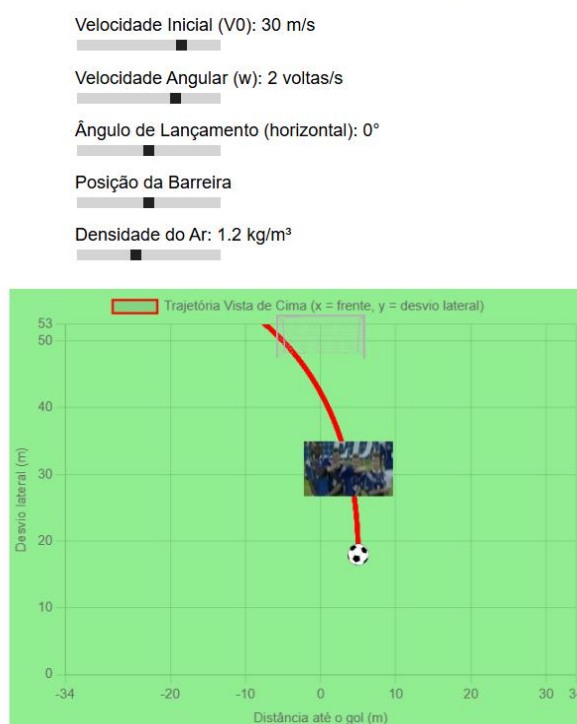 Velocidade Inicial (V0): 30 m/s
Velocidade Angular (w): 2 voltas/s
Ângulo de Lançamento (horizontal): 0°
Posição da Barreira
Densidade do Ar: 1.2 kg/m³
Trajetória Vista de Cima (x = frente, y = desvio lateral)
53
50
40
30
20
10
0
Desvio lateral (m)
-34
-20
-10
0
10
20
30
Distância até o gol (m)